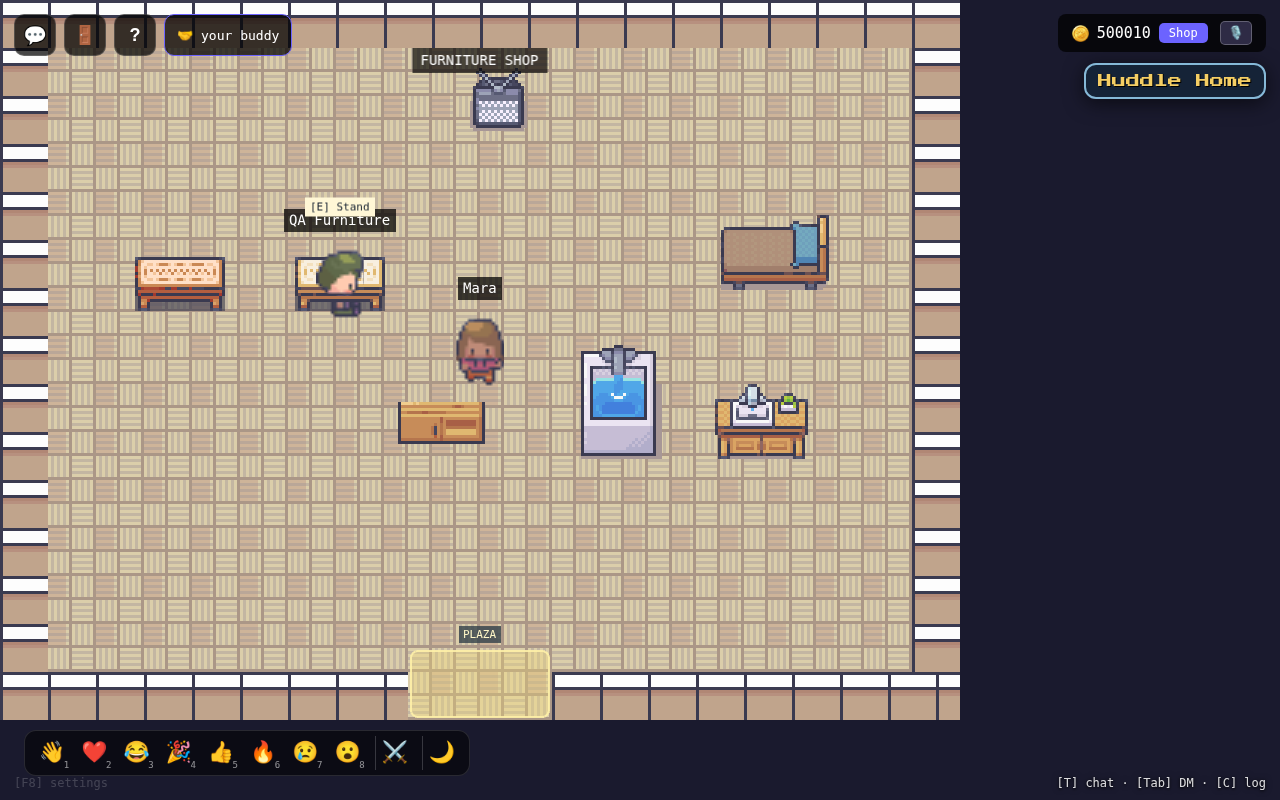 ? your buddy
500010 Shop
Huddle Home
FURNITURE SHOP
[E] Stand
QA Furniture
Mara
PLAZA
1 2 3 4 5 6 7 8
[F8] settings
[T] chat · [Tab] DM · [C] log